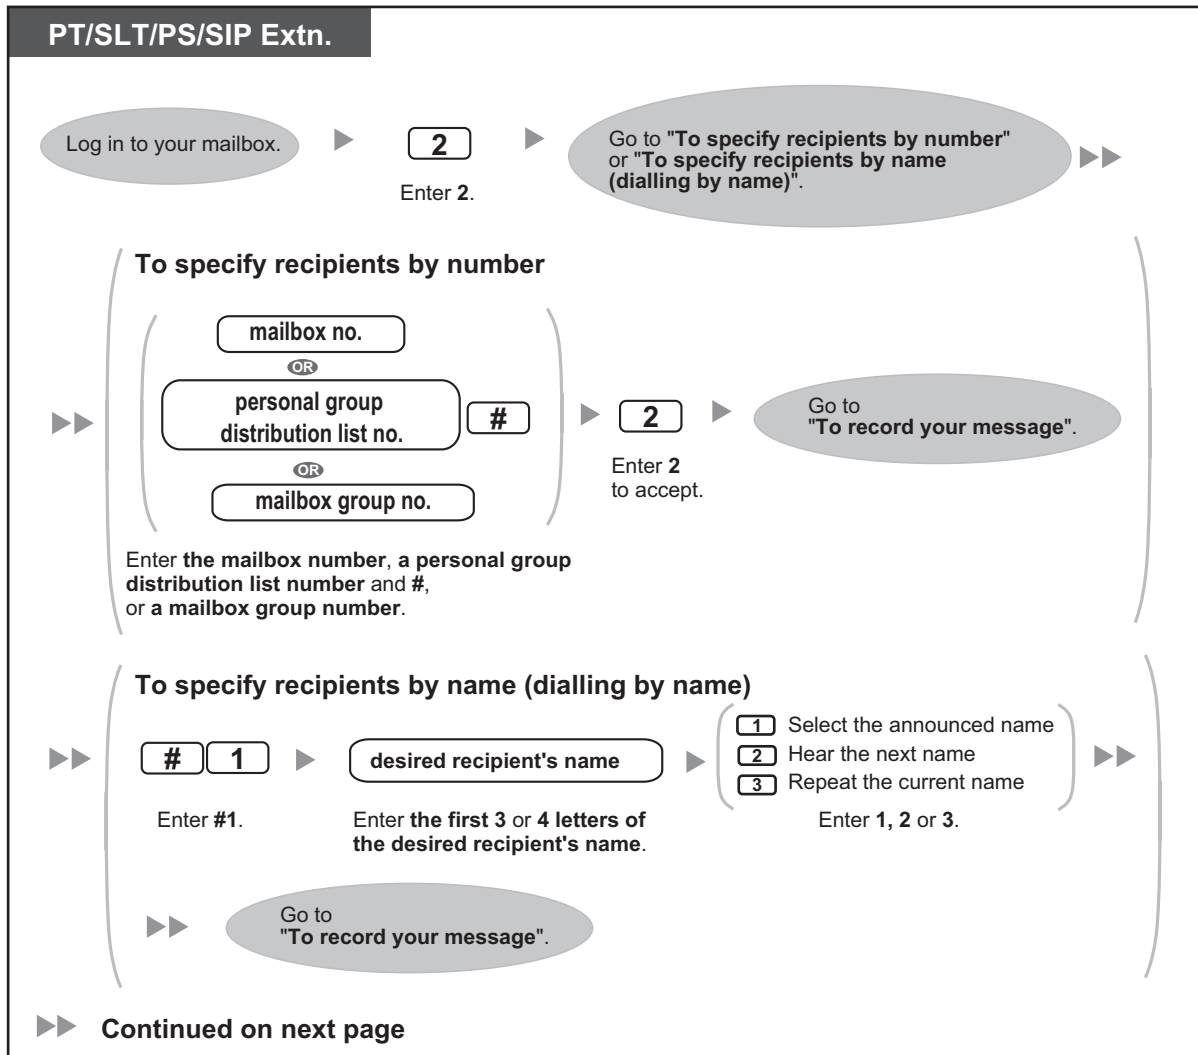 PT/SLT/PS/SIP Extn.
Log in to your mailbox.
2
Enter 2.
Go to "To specify recipients by number"
or "To specify recipients by name
(dialling by name)".
To specify recipients by number
mailbox no.
OR
personal group
distribution list no.
#
OR
mailbox group no.
Enter the mailbox number, a personal group
distribution list number and #,
or a mailbox group number.
2
Enter 2
to accept.
Go to
"To record your message".
To specify recipients by name (dialling by name)
# 1
Enter #1.
desired recipient's name
Enter the first 3 or 4 letters of
the desired recipient's name.
1 Select the announced name
2 Hear the next name
3 Repeat the current name
Enter 1, 2 or 3.
Go to
"To record your message".
Continued on next page